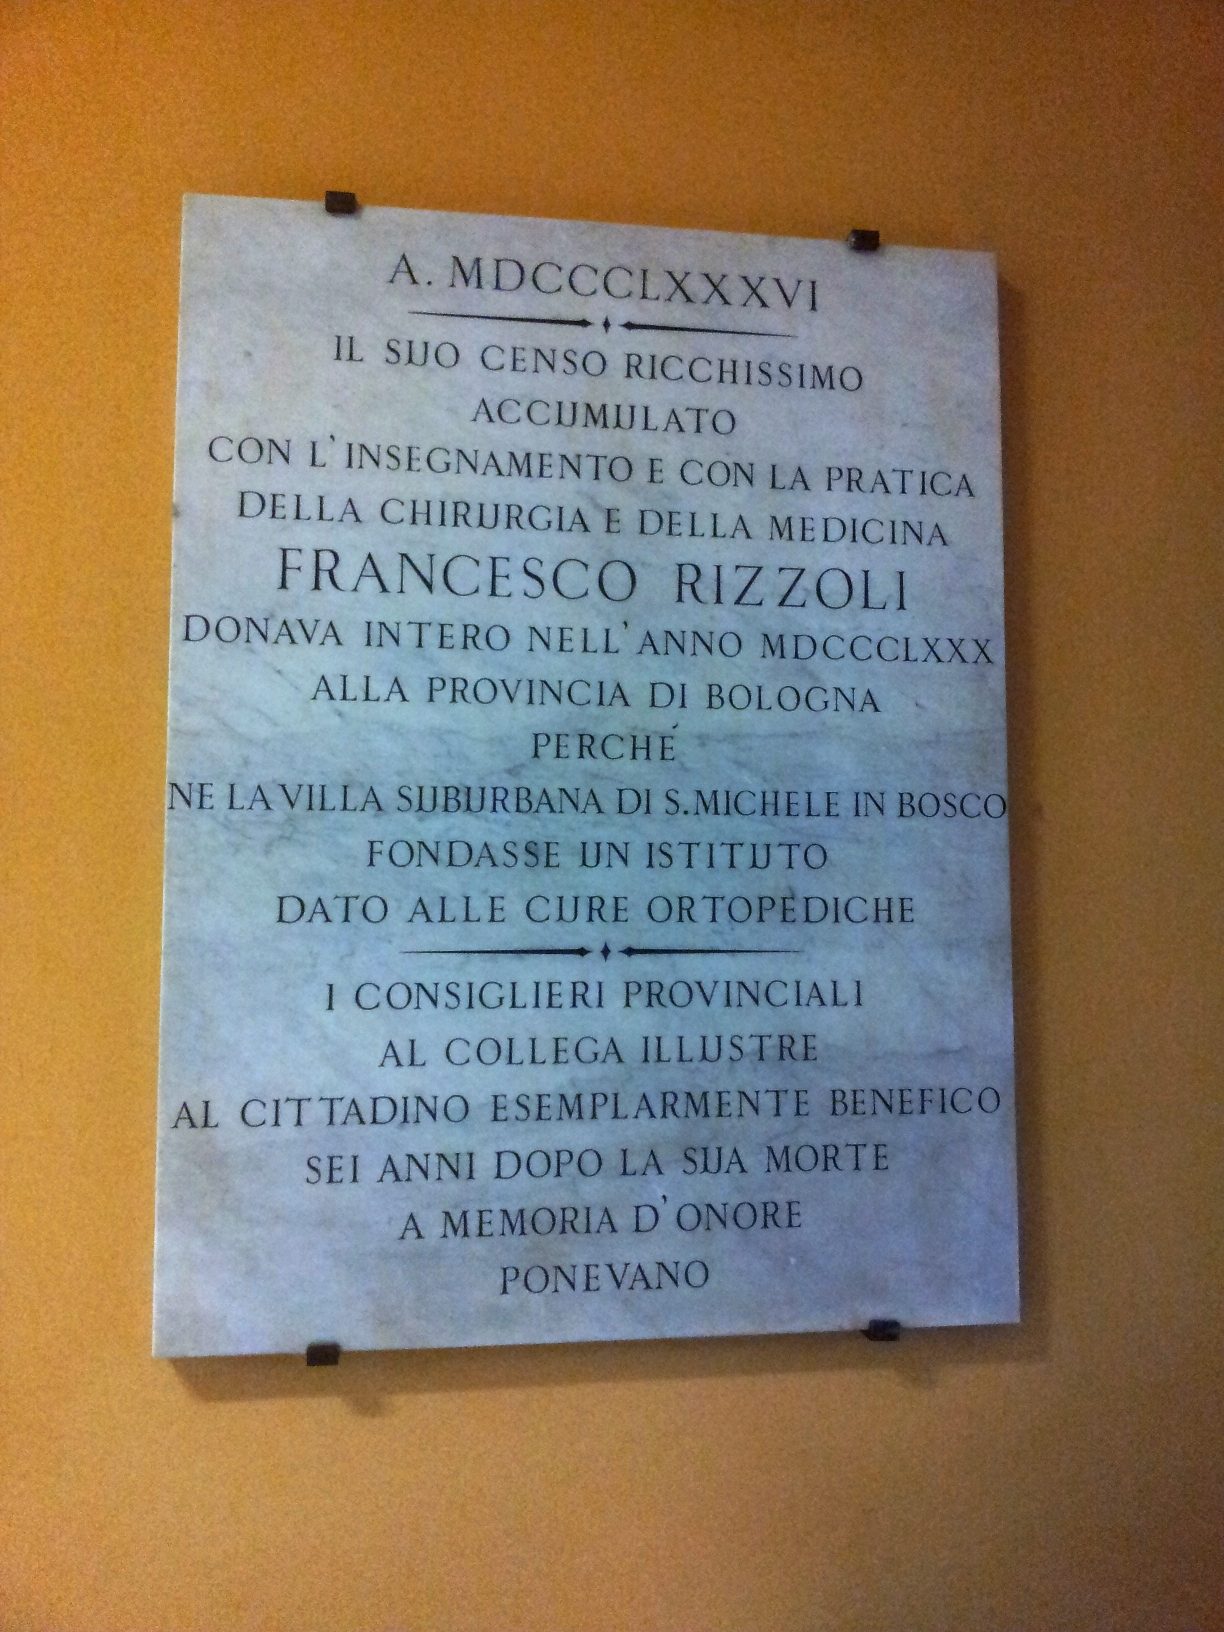 A. MDCCCLXXXVI
IL SUO CENSO RICCHISSIMO
ACCUMULATO
CON L'INSEGNAMENTO E CON LA PRATICA
DELLA CHIRURGIA E DELLA MEDICINA
FRANCESCO RIZZOLI
DONAVA INTERO NELL'ANNO MDCCCLXXX
ALLA PROVINCIA DI BOLOGNA
PERCHÉ
NE LA VILLA SUBURBANA DI S. MICHELE IN BOSCO
FONDASSE UN ISTITUTO
DATO ALLE CURE ORTOPEDICHE
I CONSIGLIERI PROVINCIALI
AL COLLEGA ILLUSTRE
AL CITTADINO ESEMPLARMENTE BENEFICO
SEI ANNI DOPO LA SUA MORTE
A MEMORIA D'ONORE
PONEVANO